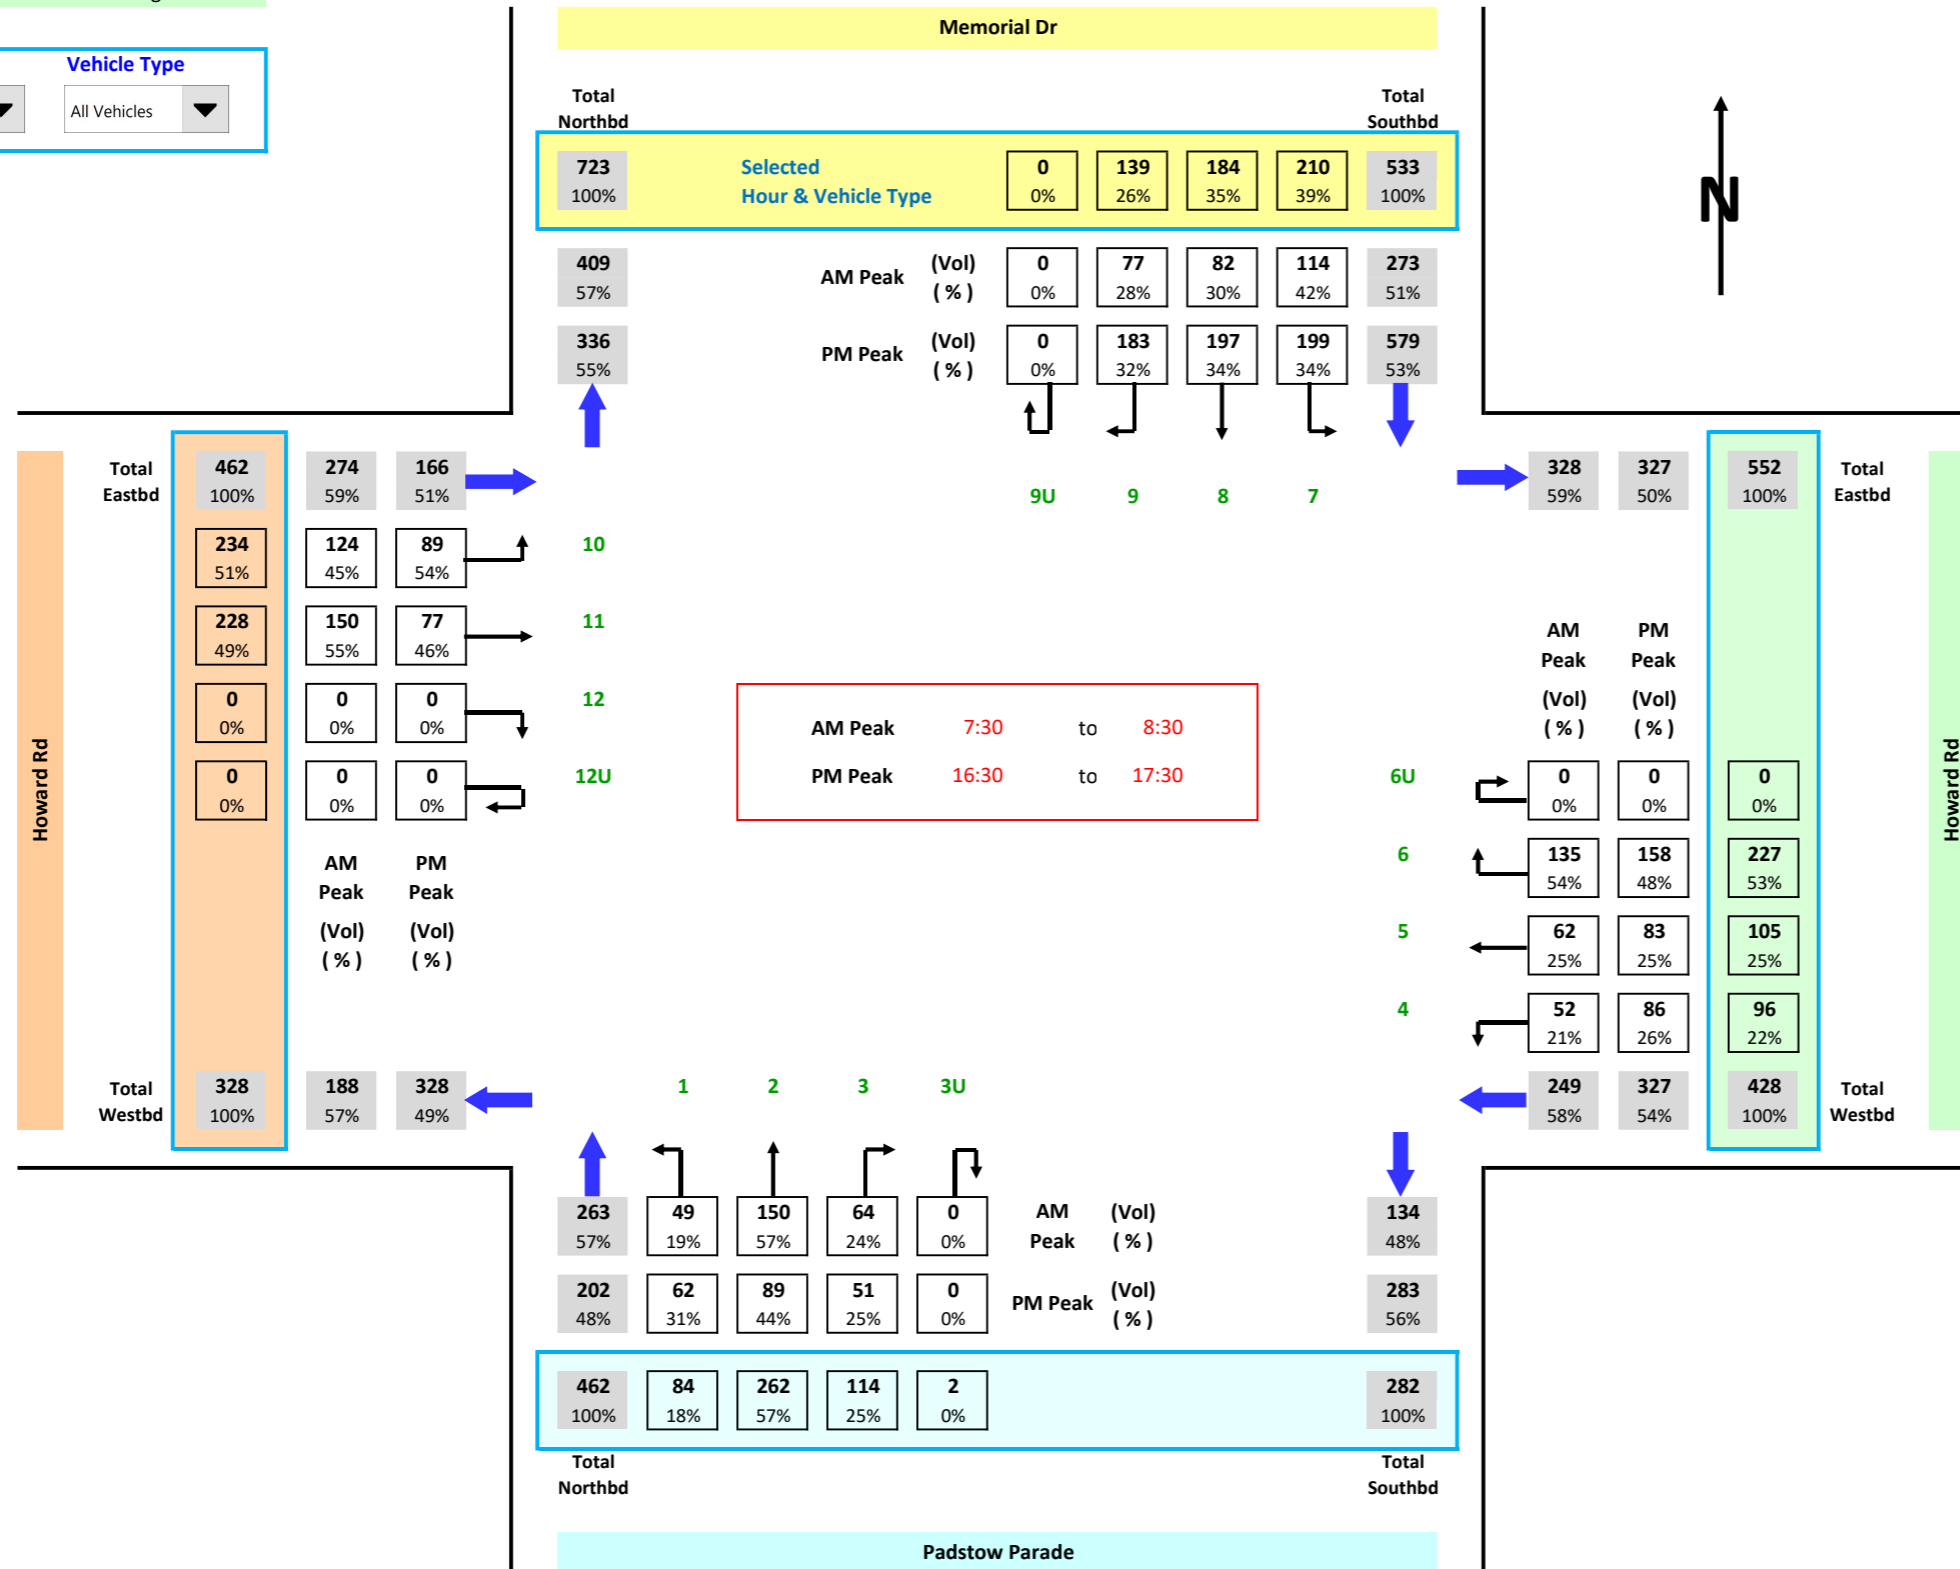 Memorial Dr
Vehicle Type
All Vehicles
Total Northbd
Total Southbd
723 Selected 0 139 184 210 533
100% Hour & Vehicle Type 0% 26% 35% 39% 100%
409 AM Peak (Vol) 0 77 82 114 273
57% ( % ) 0% 28% 30% 42% 51%
336 PM Peak (Vol) 0 183 197 199 579
55% ( % ) 0% 32% 34% 34% 53%
N
Total Eastbd
462 274 166
100% 59% 51%
9U 9 8 7
328 327 552
59% 50% 100%
Total Eastbd
234 124 89 10
51% 45% 54%
228 150 77 11
49% 55% 46%
0 0 0 12
0% 0% 0%
0 0 0 12U
0% 0% 0%
Howard Rd
AM PM
Peak Peak
(Vol) (Vol)
( % ) ( % )
AM Peak 7:30 to 8:30
PM Peak 16:30 to 17:30
AM PM
Peak Peak
(Vol) (Vol)
( % ) ( % )
6U 0 0 0
0% 0% 0%
6 135 158 227
54% 48% 53%
5 62 83 105
25% 25% 25%
4 52 86 96
21% 26% 22%
Howard Rd
Total Westbd
328 188 328
100% 57% 49%
1 2 3 3U
249 327 428
58% 54% 100%
Total Westbd
263 49 150 64 0 AM (Vol) 134
57% 19% 57% 24% 0% Peak ( % ) 48%
202 62 89 51 0 PM Peak (Vol) 283
48% 31% 44% 25% 0% ( % ) 56%
462 84 262 114 2 282
100% 18% 57% 25% 0% 100%
Total Northbd
Total Southbd
Padstow Parade